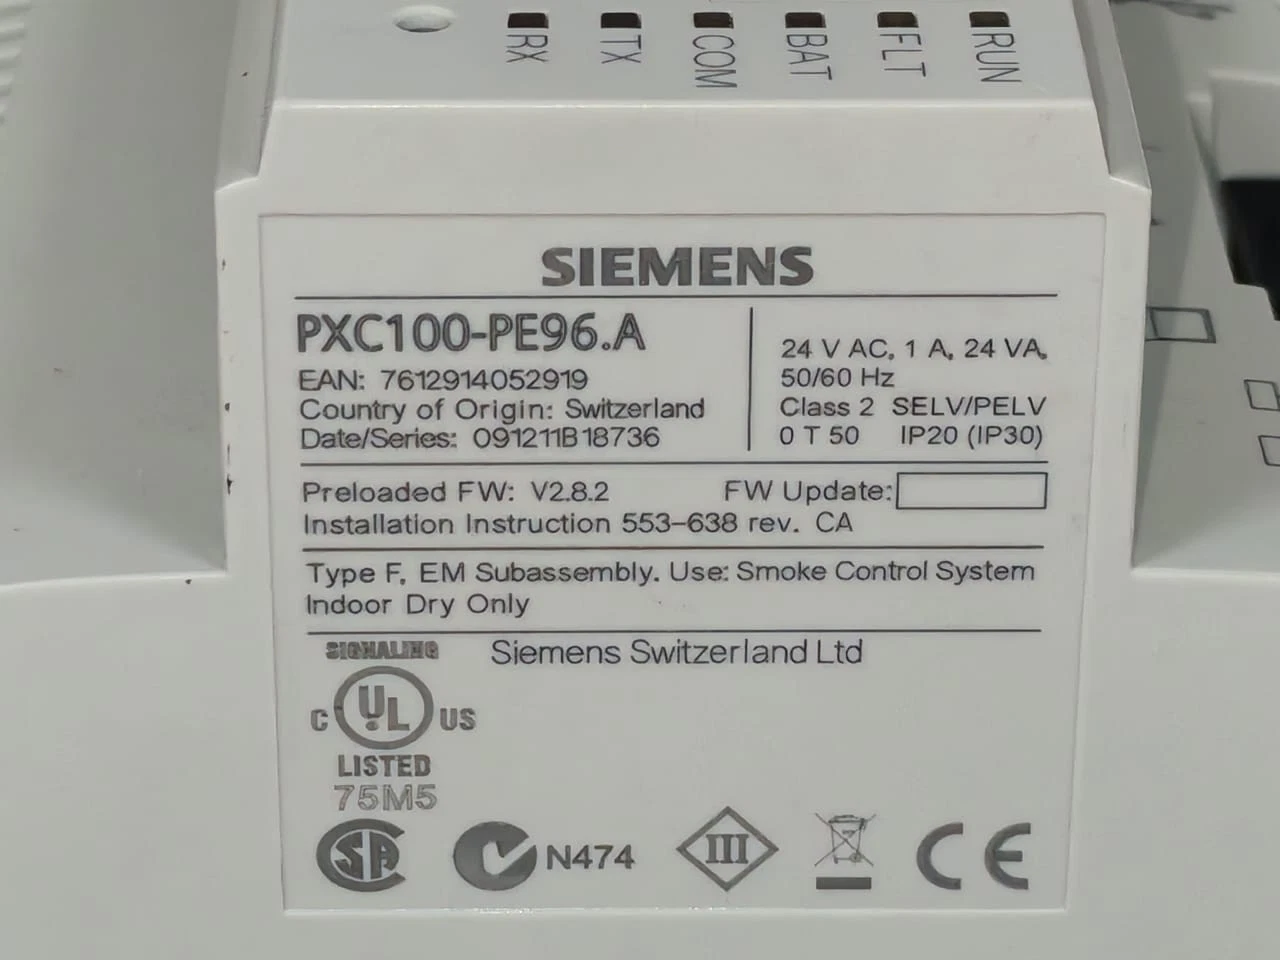 RX TX COM BAT FLT RUN
SIEMENS
PXC100-PE96.A
EAN: 7612914052919
Country of Origin: Switzerland
Date/Series: 091211B18736
24 V AC, 1 A, 24 VA,
50/60 Hz
Class 2 SELV/PELV
0 T 50 IP20 (IP30)
Preloaded FW: V2.8.2 FW Update:
Installation Instruction 553-638 rev. CA
Type F, EM Subassembly. Use: Smoke Control System
Indoor Dry Only
SIGNALING
Siemens Switzerland Ltd
C UL US
LISTED
75M5
SA N474 III CE